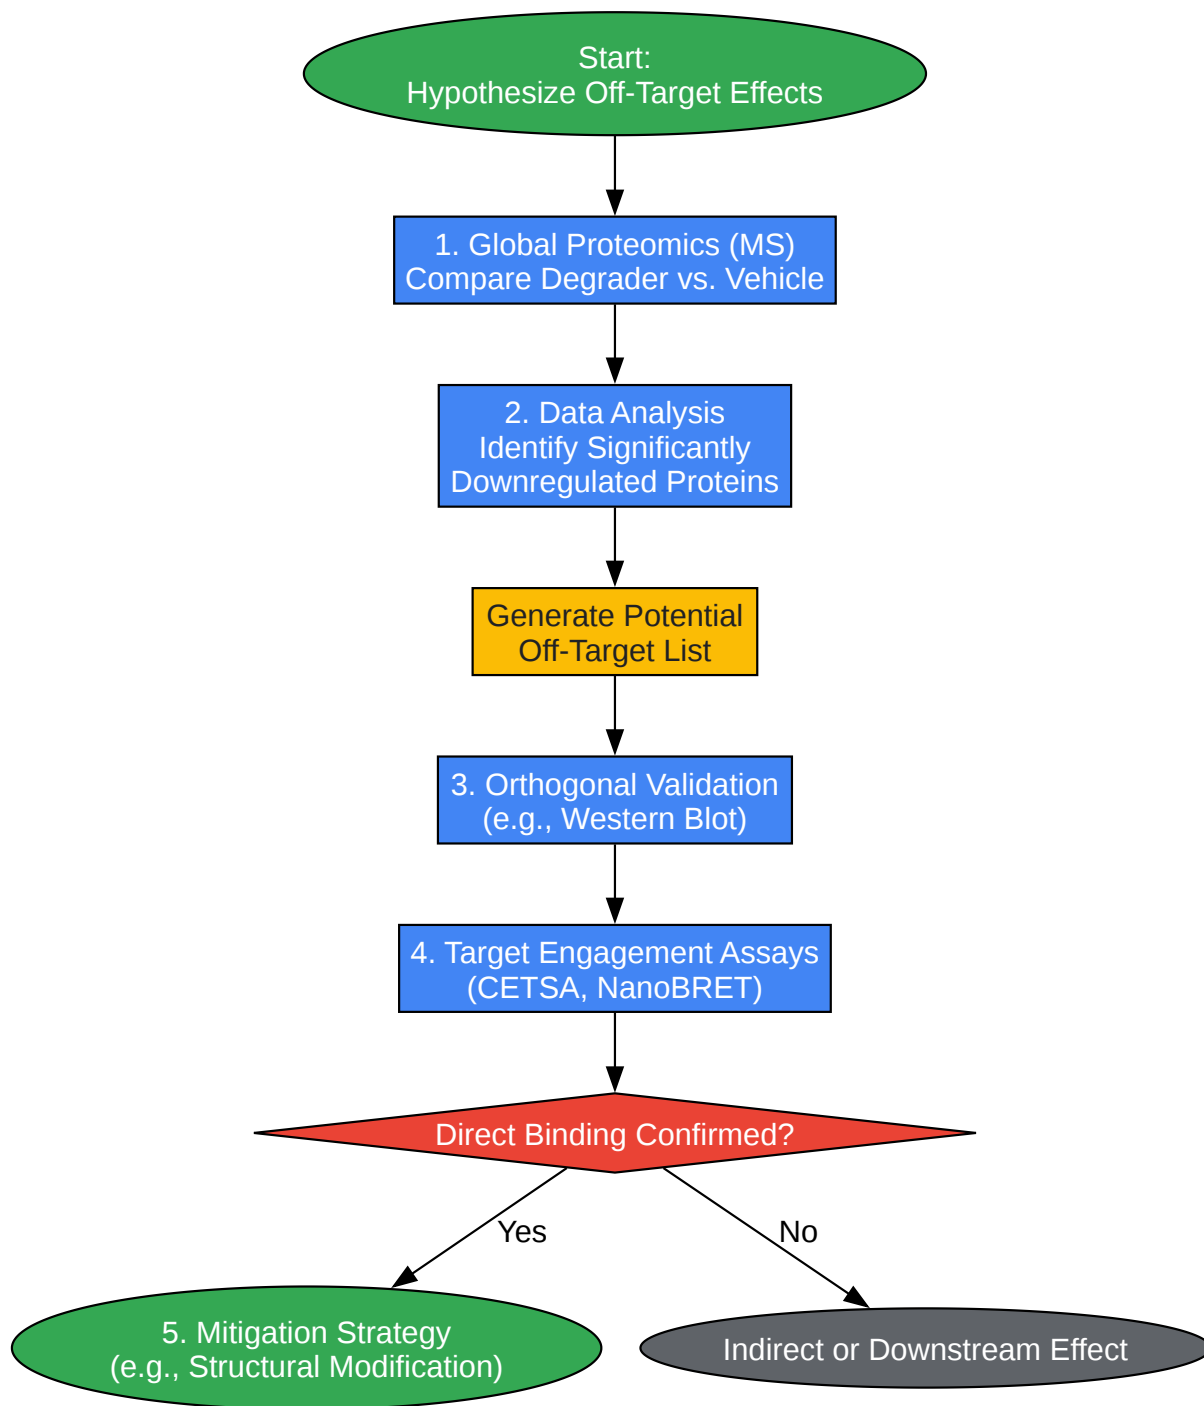 Start:
Hypothesize Off-Target Effects
1. Global Proteomics (MS)
Compare Degrader vs. Vehicle
2. Data Analysis
Identify Significantly
Downregulated Proteins
Generate Potential
Off-Target List
3. Orthogonal Validation
(e.g., Western Blot)
4. Target Engagement Assays
(CETSA, NanoBRET)
Direct Binding Confirmed?
Yes
No
5. Mitigation Strategy
(e.g., Structural Modification)
Indirect or Downstream Effect